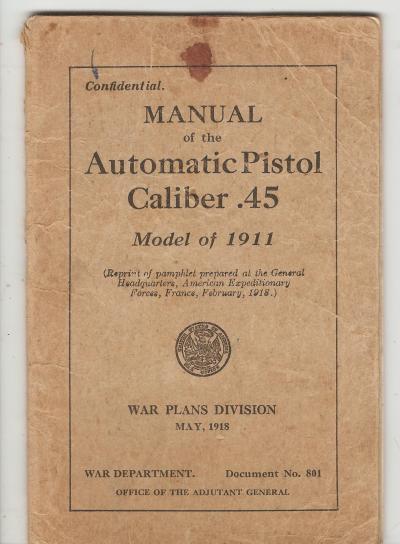 Confidential.
MANUAL
of the
Automatic Pistol
Caliber .45
Model of 1911
(Reprint of pamphlet prepared at the General
Headquarters, American Expeditionary
Forces, France, February, 1918.)
WAR PLANS DIVISION
MAY, 1918
WAR DEPARTMENT. Document No. 801
OFFICE OF THE ADJUTANT GENERAL